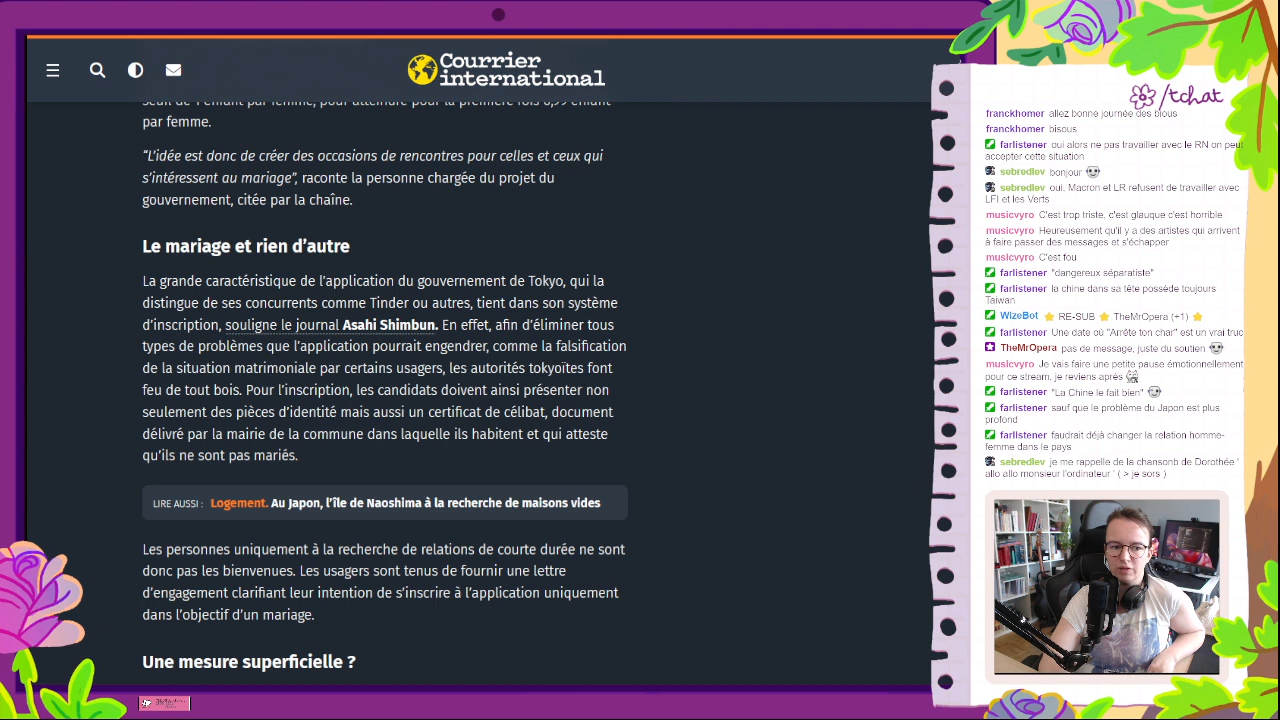 Courrier
international
par femme.
“L’idée est donc de créer des occasions de rencontres pour celles et ceux qui
s’intéressent au mariage”, raconte la personne chargée du projet du
gouvernement, citée par la chaîne.
Le mariage et rien d’autre
La grande caractéristique de l’application du gouvernement de Tokyo, qui la
distingue de ses concurrents comme Tinder ou autres, tient dans son système
d’inscription, souligne le journal Asahi Shimbun. En effet, afin d’éliminer tous
types de problèmes que l’application pourrait engendrer, comme la falsification
de la situation matrimoniale par certains usagers, les autorités tokyoïtes font
feu de tout bois. Pour l’inscription, les candidats doivent ainsi présenter non
seulement des pièces d’identité mais aussi un certificat de célibat, document
délivré par la mairie de la commune dans laquelle ils habitent et qui atteste
qu’ils ne sont pas mariés.
LIRE AUSSI : Logement. Au Japon, l’île de Naoshima à la recherche de maisons vides
Les personnes uniquement à la recherche de relations de courte durée ne sont
donc pas les bienvenues. Les usagers sont tenus de fournir une lettre
d’engagement clarifiant leur intention de s’inscrire à l’application uniquement
dans l’objectif d’un mariage.
Une mesure superficielle ?
/tchat
franckhomer allez bonne journée des bious
franckhomer bisous
farlistener oui alors ne pas travailler avec le RN on peut
accepter cette situation
sebredlev bonjour
sebredlev oui, Macron et LR refusent de travailler avec
LFI et les Verts
musicvyro C'est trop triste, c'est glauque c'est horrible
musicvyro Heureusement qu'il y a des artistes qui arrivent
à faire passer des messages et s'échapper
musicvyro C'est fou
farlistener "dangereux séparatiste"
farlistener la chine dans sa tête possède toujours
Taiwan
WizeBot RE-SUB TheMrOpera (+1)
farlistener Une date où "Arrête ton char" est un vrai truc
TheMrOpera pas de message, juste du soutien
musicvyro Je vais faire une petite pause émotionnellement
pour ce stream, je reviens après
farlistener "La Chine le fait bien"
farlistener sauf que le problème du Japon est plus
profond
farlistener faudrait déjà changer la relation homme-
femme dans le pays
sebredlev je me rappelle de la chansonb de Dorothée '
allo allo monsieur l'ordinateur ' ( > je sors )